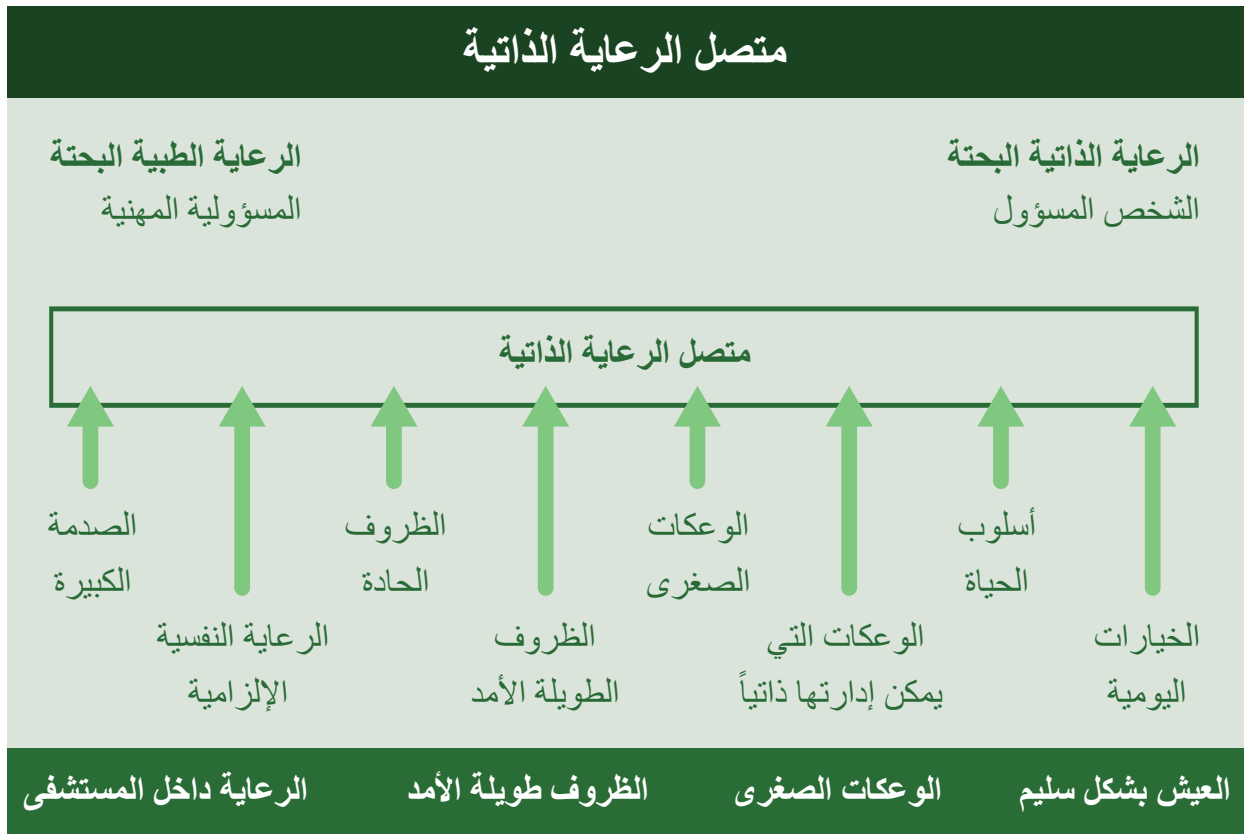 متصل الرعاية الذاتية
الرعاية الذاتية البحتة
الشخص المسؤول
الرعاية الطبية البحتة
المسؤولية المهنية
متصل الرعاية الذاتية
الخيارات
اليومية
أسلوب
الحياة
الوعكات التي
يمكن إدارتها ذاتياً
الوعكات
الصغرى
الظروف
الطويلة الأمد
الظروف
الحادة
الرعاية النفسية
الإلزامية
الصدمة
الكبيرة
العيش بشكل سليم
الوعكات الصغرى
الظروف طويلة الأمد
الرعاية داخل المستشفى